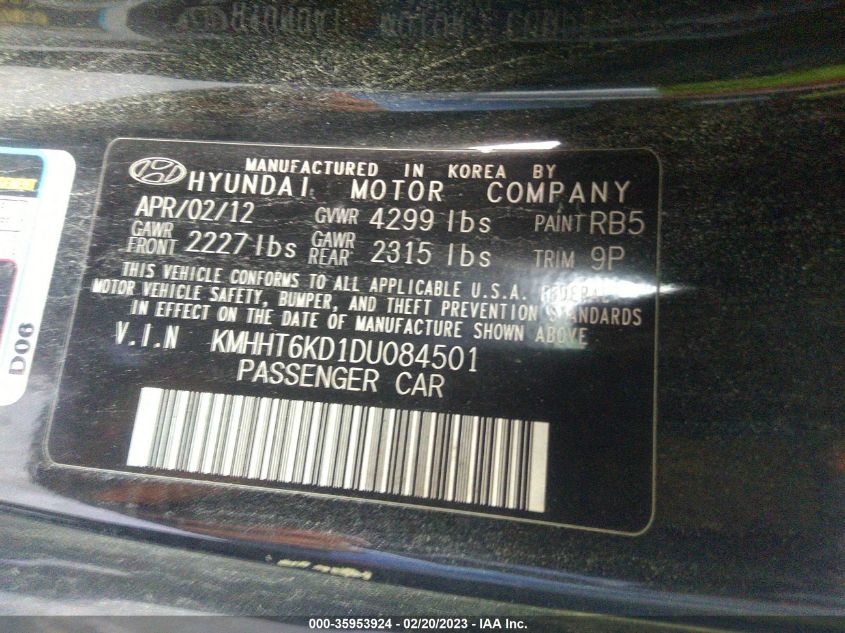 MANUFACTURED IN KOREA BY
HYUNDAI MOTOR COMPANY
APR/02/12 GVWR 4299 lbs PAINT RB5
GAWR FRONT 2227 lbs GAWR REAR 2315 lbs TRIM 9P
THIS VEHICLE CONFORMS TO ALL APPLICABLE U.S.A. FEDERAL
MOTOR VEHICLE SAFETY, BUMPER, AND THEFT PREVENTION STANDARDS
IN EFFECT ON THE DATE OF MANUFACTURE SHOWN ABOVE
V.I.N KMHHT6KD1DU084501
PASSENGER CAR
D06
000-35953924 - 02/20/2023 - IAA Inc.